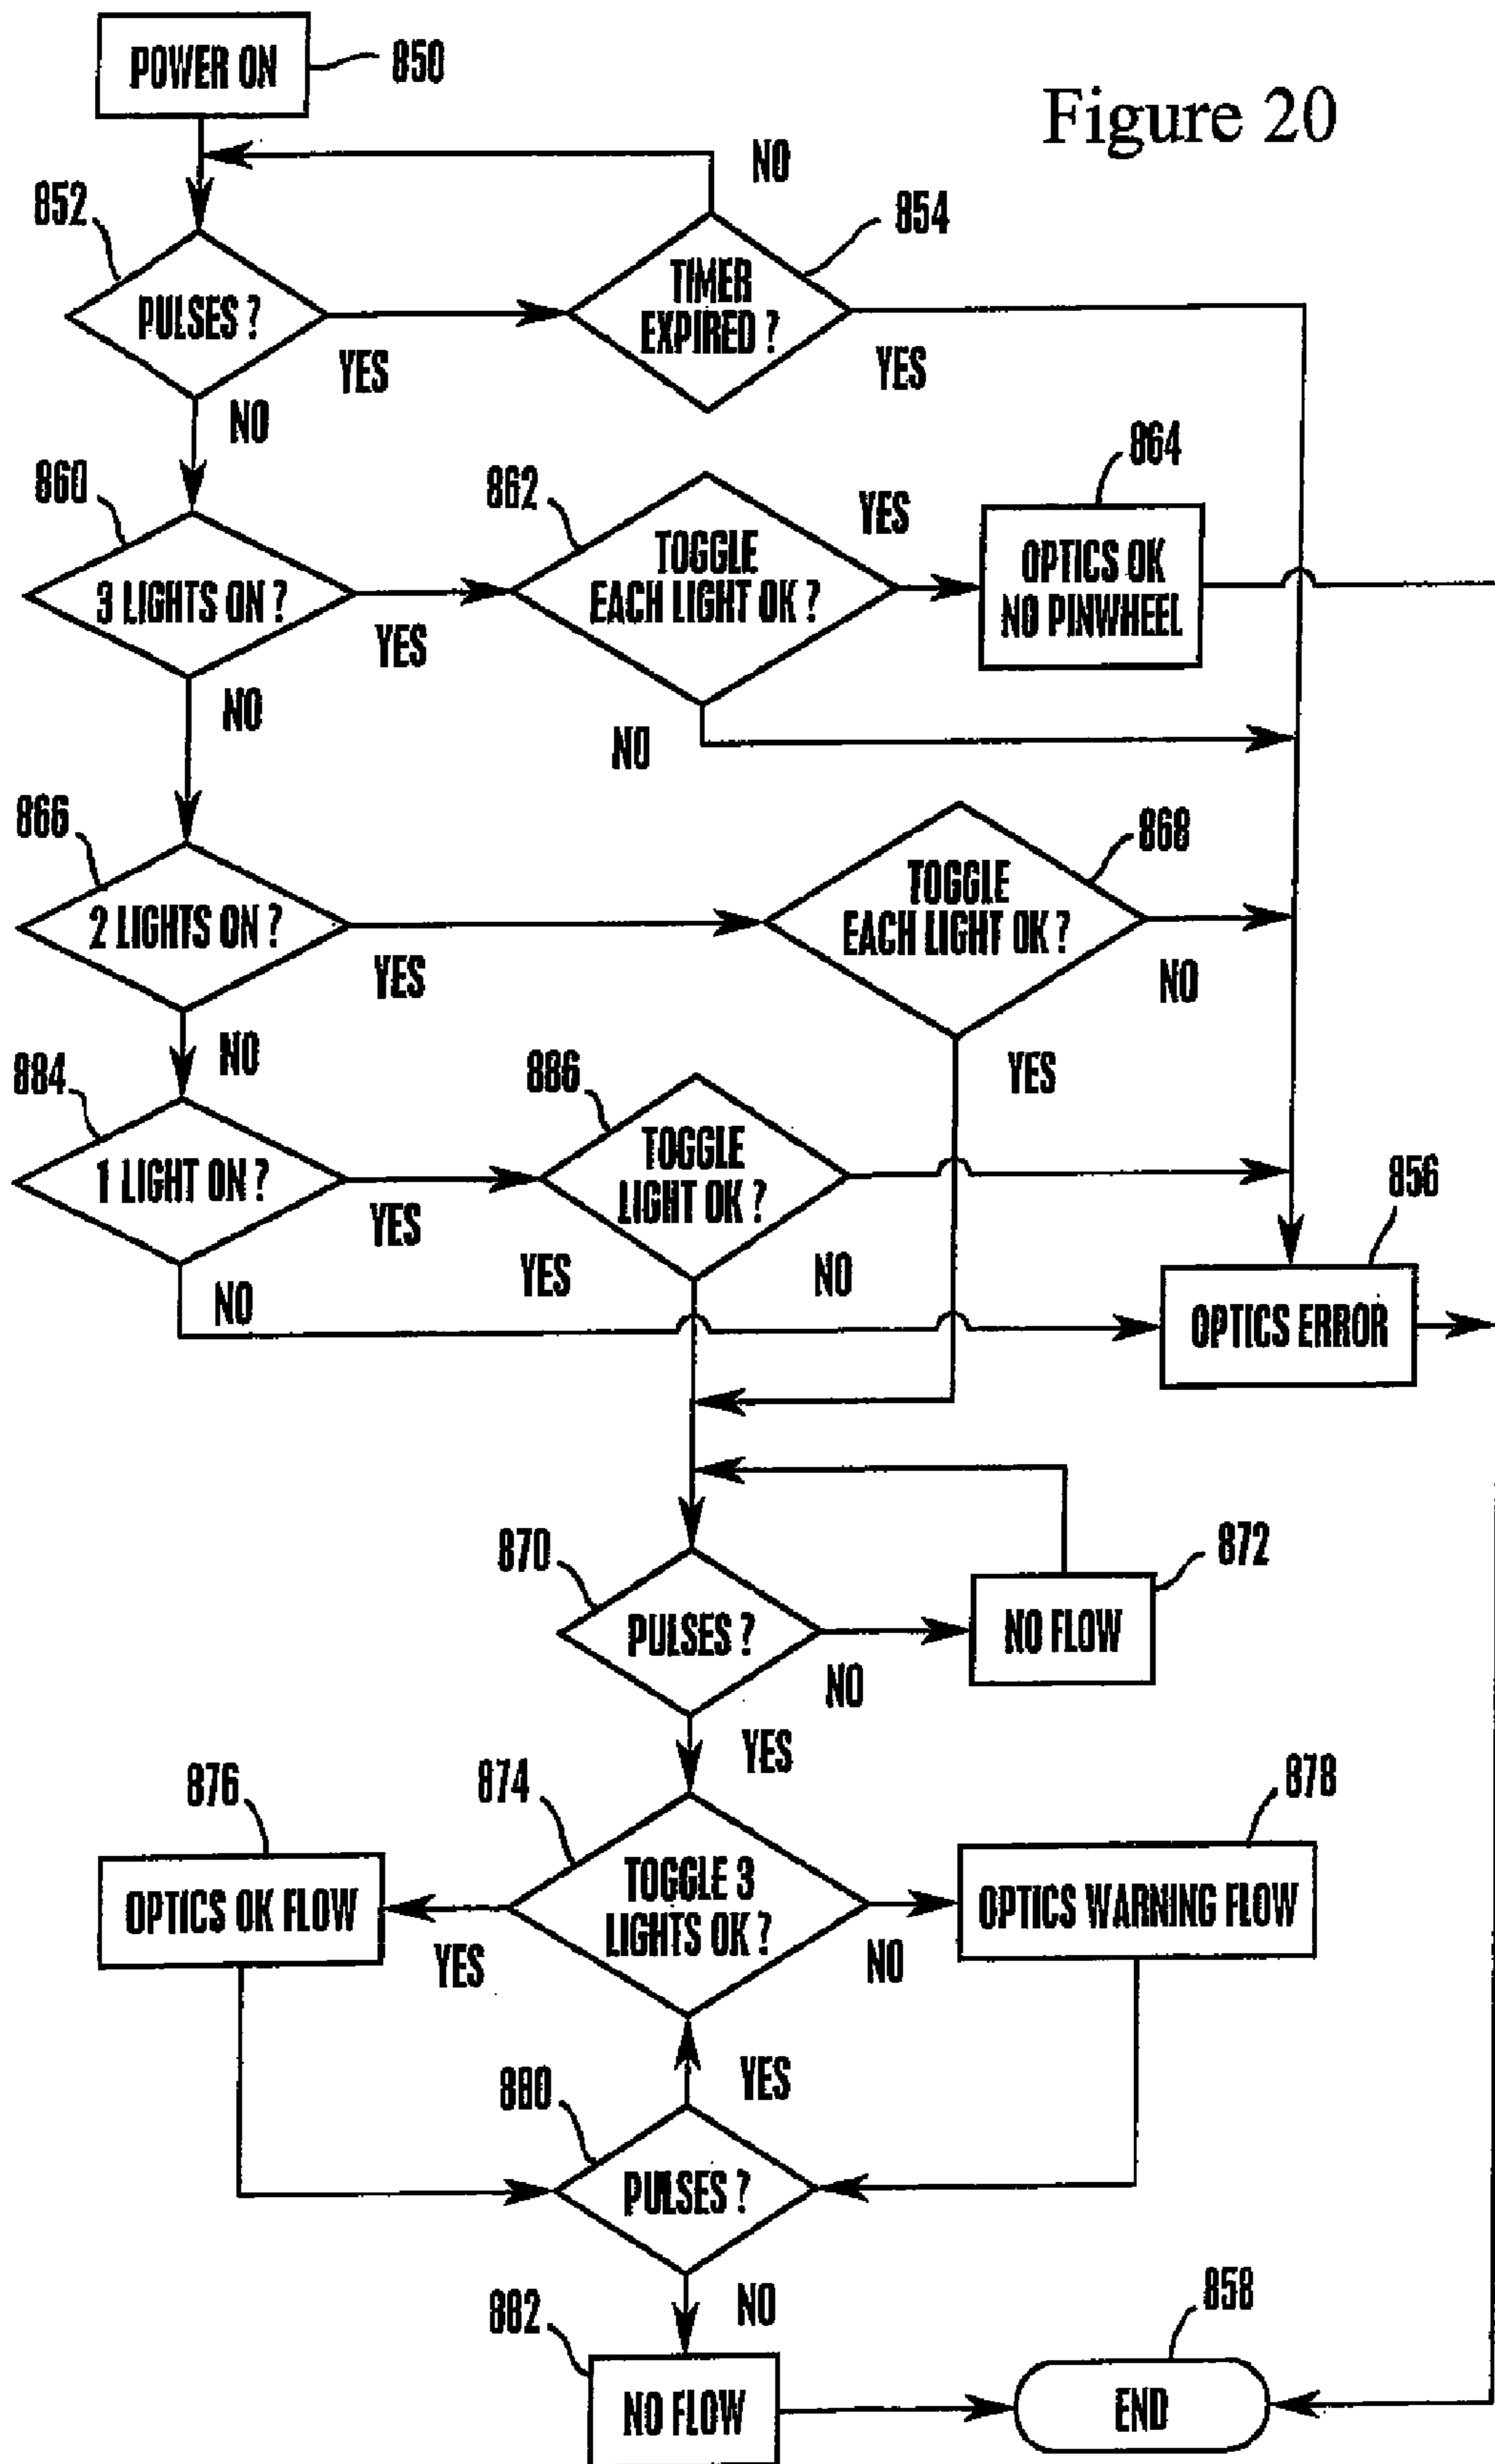 POWER ON
850
Figure 20
NO
852
854
PULSES ?
TIMER
EXPIRED ?
YES
YES
NO
864
860
862
YES
3 LIGHTS ON ?
TOGGLE
EACH LIGHT OK ?
OPTICS OK
NO PINWHEEL
YES
NO
NO
866
868
2 LIGHTS ON ?
TOGGLE
EACH LIGHT OK ?
YES
NO
NO
YES
884
886
1 LIGHT ON ?
TOGGLE
LIGHT OK ?
856
YES
YES
NO
NO
OPTICS ERROR
870
872
PULSES ?
NO FLOW
NO
YES
876
874
878
OPTICS OK FLOW
TOGGLE 3
LIGHTS OK ?
OPTICS WARNING FLOW
YES
NO
YES
880
PULSES ?
NO
882
858
NO FLOW
END